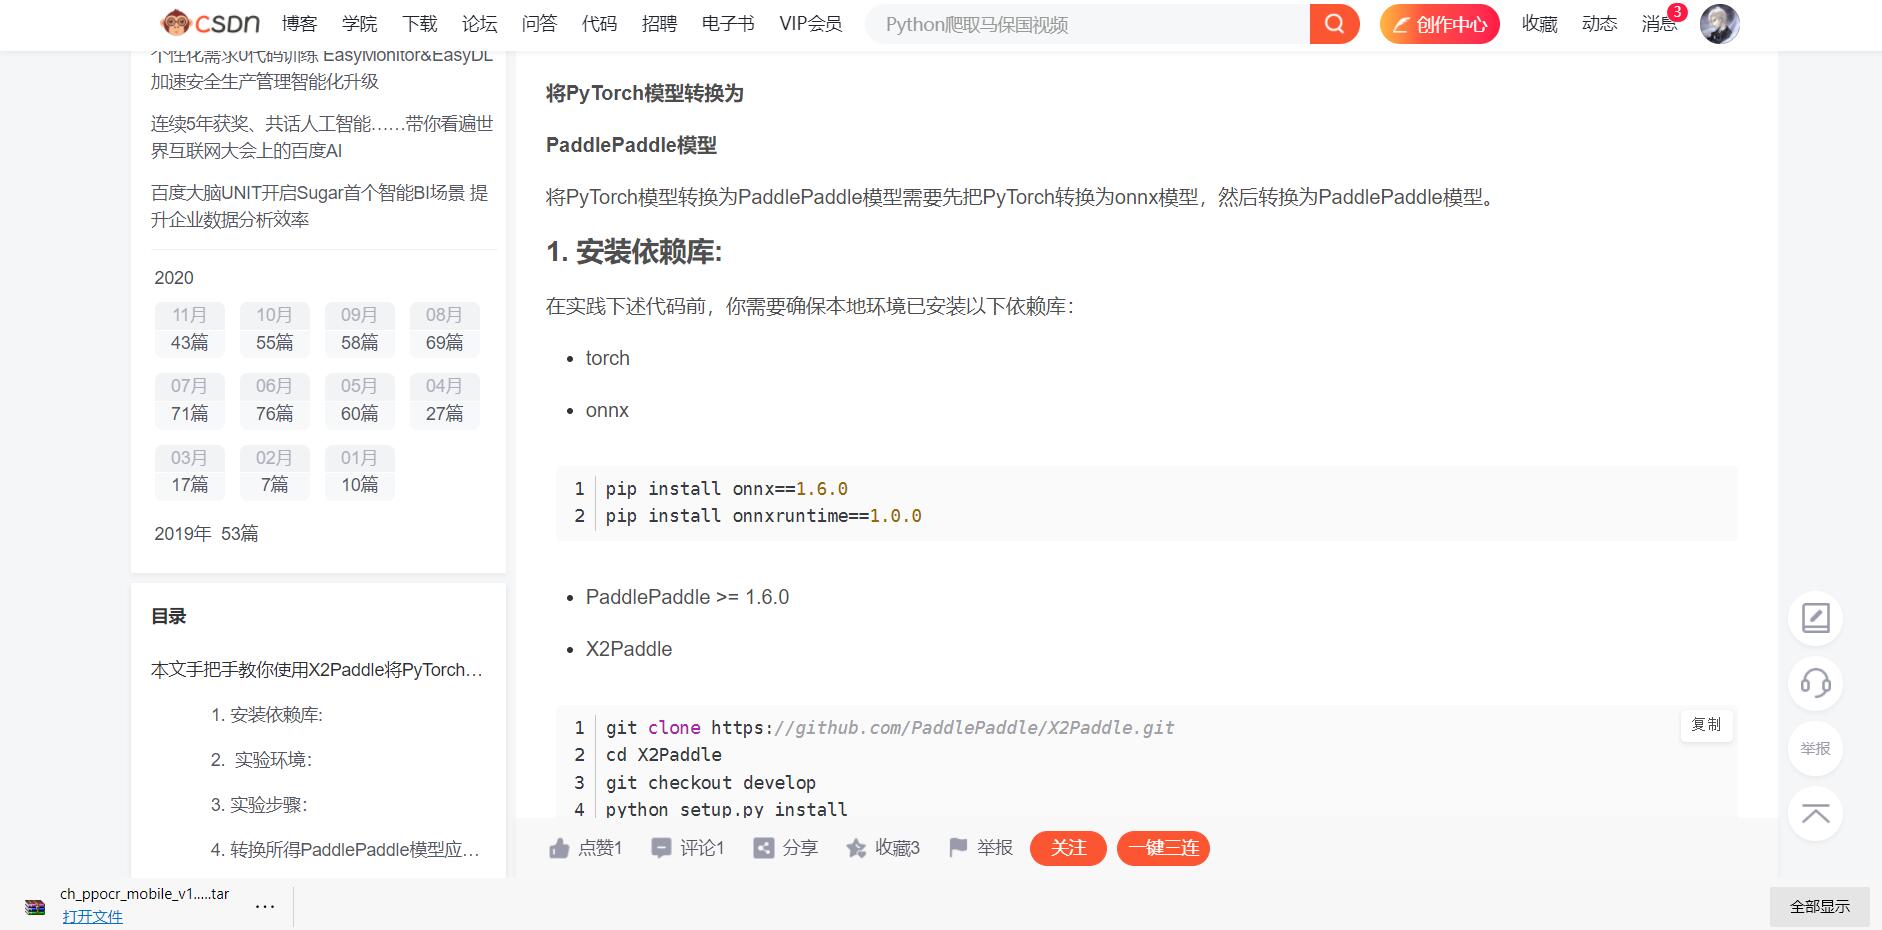 CSDN 博客 学院 下载 论坛 问答 代码 招聘 电子书 VIP会员 Python爬取马保国视频 创作中心 收藏 动态 消息 3
个性化需求0代码训练 EasyMonitor&EasyDL
加速安全生产管理智能化升级
连续5年获奖、共话人工智能……带你看遍世
界互联网大会上的百度AI
百度大脑UNIT开启Sugar首个智能BI场景 提
升企业数据分析效率
2020
11月 10月 09月 08月
43篇 55篇 58篇 69篇
07月 06月 05月 04月
71篇 76篇 60篇 27篇
03月 02月 01月
17篇 7篇 10篇
2019年 53篇
目录
本文手把手教你使用X2Paddle将PyTorch…
1. 安装依赖库:
2. 实验环境:
3. 实验步骤:
4. 转换所得PaddlePaddle模型应…
将PyTorch模型转换为
PaddlePaddle模型
将PyTorch模型转换为PaddlePaddle模型需要先把PyTorch转换为onnx模型，然后转换为PaddlePaddle模型。
1. 安装依赖库:
在实践下述代码前，你需要确保本地环境已安装以下依赖库：
• torch
• onnx
1 pip install onnx==1.6.0
2 pip install onnxruntime==1.0.0
• PaddlePaddle >= 1.6.0
• X2Paddle
1 git clone https://github.com/PaddlePaddle/X2Paddle.git
复制
2 cd X2Paddle
3 git checkout develop
4 python setup.py install
举报
点赞1 评论1 分享 收藏3 举报 关注 一键三连
ch_ppocr_mobile_v1.....tar
打开文件
...
全部显示